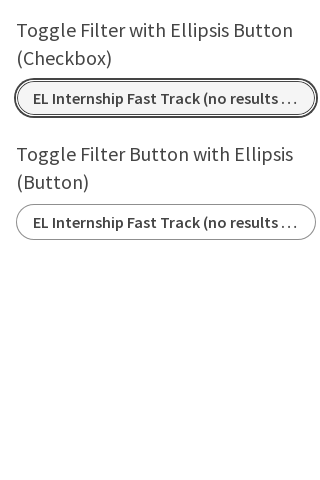 Toggle Filter with Ellipsis Button
(Checkbox)
EL Internship Fast Track (no results …
Toggle Filter Button with Ellipsis
(Button)
EL Internship Fast Track (no results …